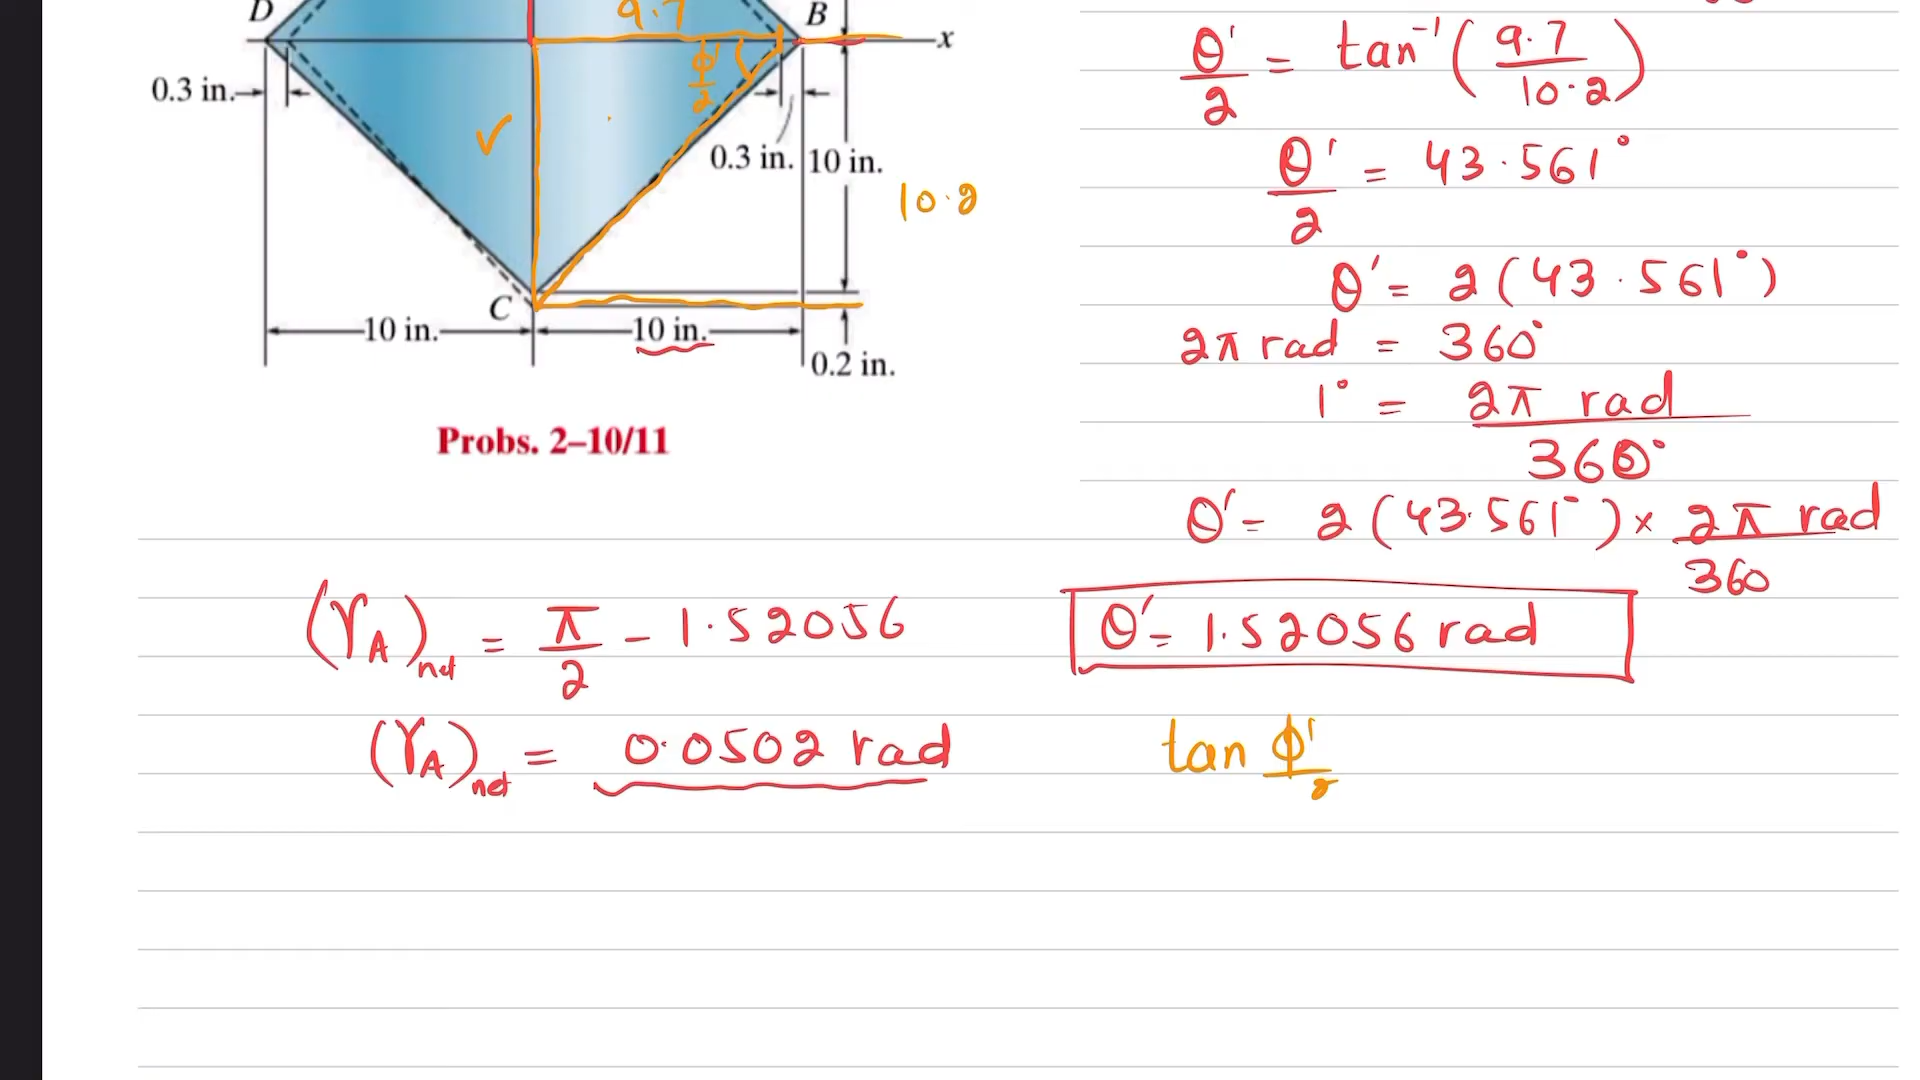 D
9.7
B
x
0.3 in.
ϕ'/2
0.3 in.
10 in.
10.2
C
10 in.
10 in.
0.2 in.
Probs. 2–10/11
θ'/2 = tan⁻¹ ( 9.7 / 10.2 )
θ'/2 = 43.561°
θ' = 2 ( 43.561° )
2π rad = 360°
1° = 2π rad / 360°
θ' = 2 ( 43.561° ) × 2π rad / 360
θ' = 1.52056 rad
(γA)net = π/2 - 1.52056
(γA)net = 0.0502 rad
tan ϕ'/2